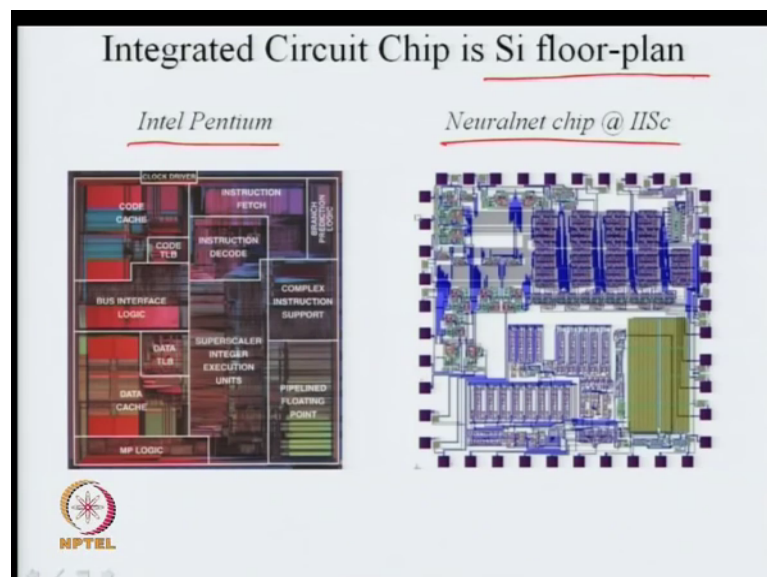 Integrated Circuit Chip is Si floor-plan
Intel Pentium
Neuralnet chip @ IISc
CLOCK DRIVER
CODE
CACHE
INSTRUCTION
FETCH
BRANCH
PREDICTION
LOGIC
CODE
TLB
INSTRUCTION
DECODE
BUS INTERFACE
LOGIC
COMPLEX
INSTRUCTION
SUPPORT
DATA
TLB
SUPERSCALER
INTEGER
EXECUTION
UNITS
DATA
CACHE
PIPELINED
FLOATING
POINT
MP LOGIC
NPTEL